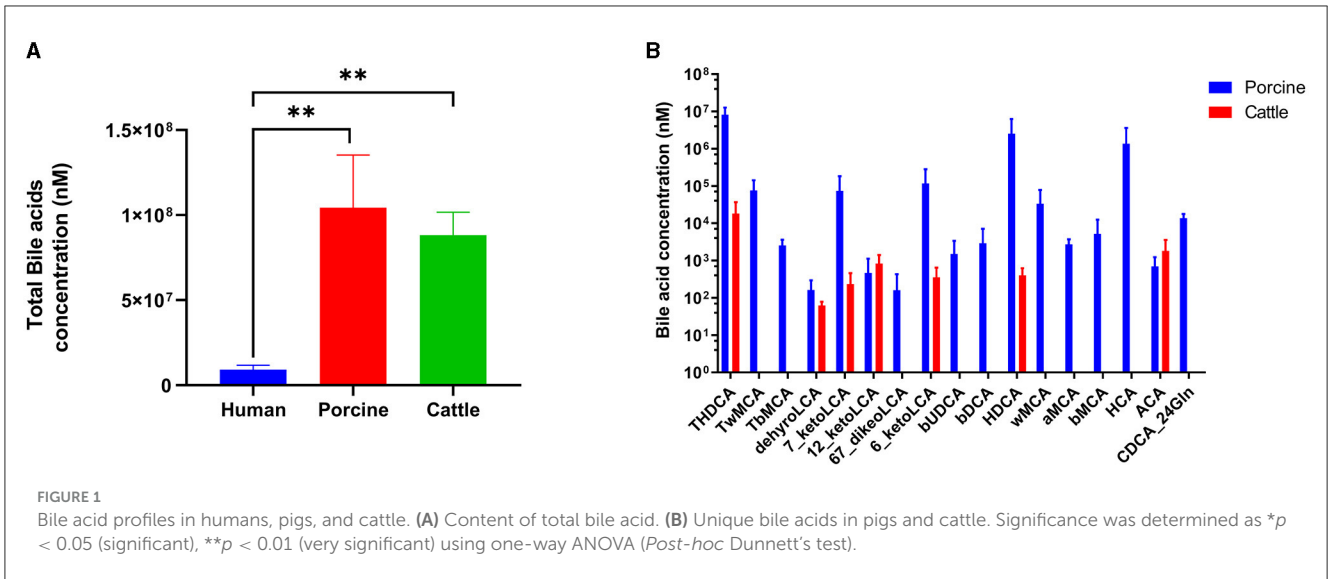 A
**
**
Total Bile acids
concentration (nM)
1.5×10⁸
1×10⁸
5×10⁷
0
Human Porcine Cattle
B
Bile acid concentration (nM)
10⁸
10⁷
10⁶
10⁵
10⁴
10³
10²
10¹
10⁰
THDCA
TwMCA
TbMCA
dehyroLCA
7_ketoLCA
12_ketoLCA
67_dikeoLCA
6_ketoLCA
bUDCA
bDCA
HDCA
wMCA
aMCA
bMCA
HCA
ACA
CDCA_24Gln
Porcine
Cattle
FIGURE 1
Bile acid profiles in humans, pigs, and cattle. (A) Content of total bile acid. (B) Unique bile acids in pigs and cattle. Significance was determined as *p
< 0.05 (significant), **p < 0.01 (very significant) using one-way ANOVA (Post-hoc Dunnett's test).